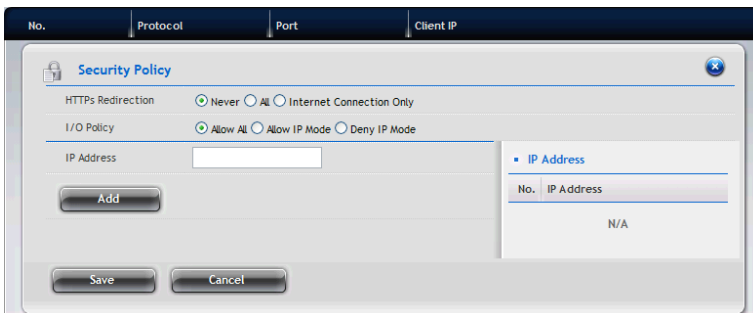 No. Protocol Port Client IP
Security Policy
HTTPs Redirection Never All Internet Connection Only
I/O Policy Allow All Allow IP Mode Deny IP Mode
IP Address
IP Address
No. IP Address
Add
N/A
Save Cancel